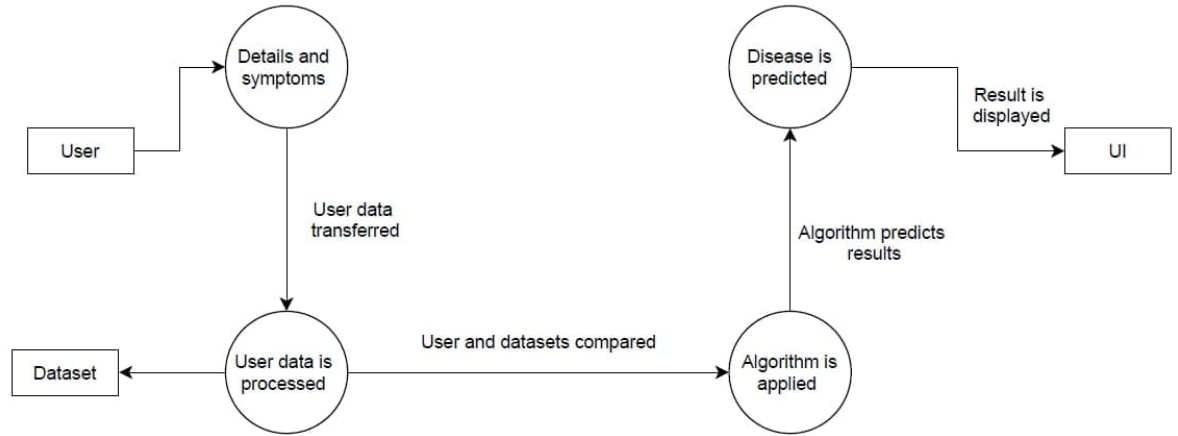 Details and
symptoms
Disease is
predicted
Result is
displayed
User
UI
User data
transferred
Algorithm predicts
results
User and datasets compared
Dataset
User data is
processed
Algorithm is
applied